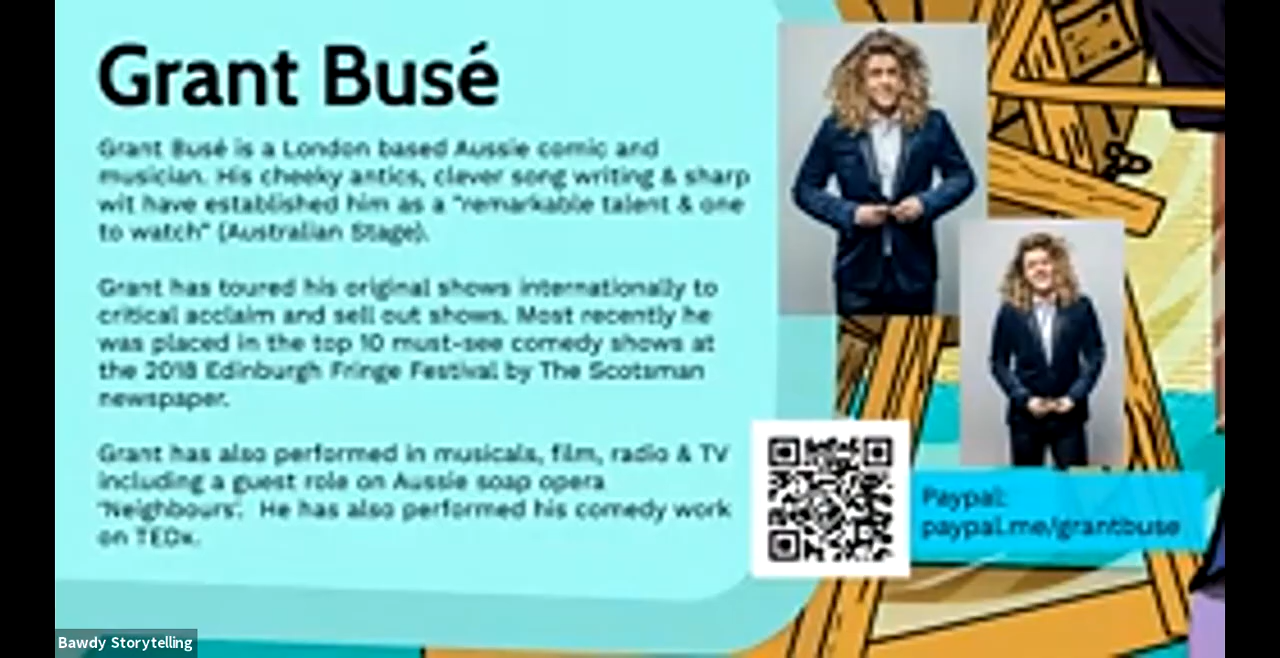 Grant Busé
Grant Busé is a London based Aussie comic and
musician. His cheeky antics, clever song writing & sharp
wit have established him as a "remarkable talent & one
to watch" (Australian Stage).
Grant has toured his original shows internationally to
critical acclaim and sell out shows. Most recently he
was placed in the top 10 must-see comedy shows at
the 2018 Edinburgh Fringe Festival by The Scotsman
newspaper.
Grant has also performed in musicals, film, radio & TV
including a guest role on Aussie soap opera
'Neighbours'. He has also performed his comedy work
on TEDx.
Paypal:
paypal.me/grantbuse
Bawdy Storytelling